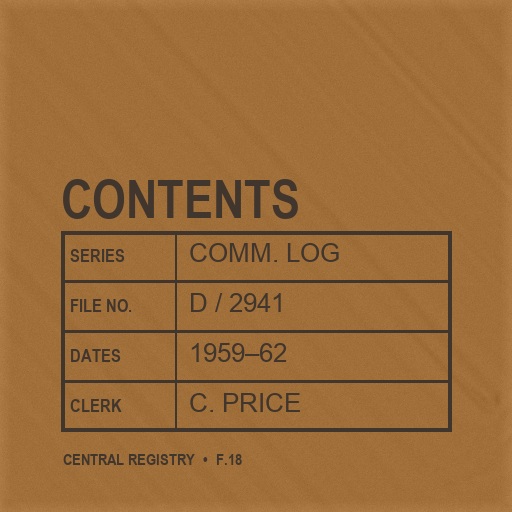 CONTENTS
SERIES COMM. LOG
FILE NO. D / 2941
DATES 1959–62
CLERK C. PRICE
CENTRAL REGISTRY • F.18